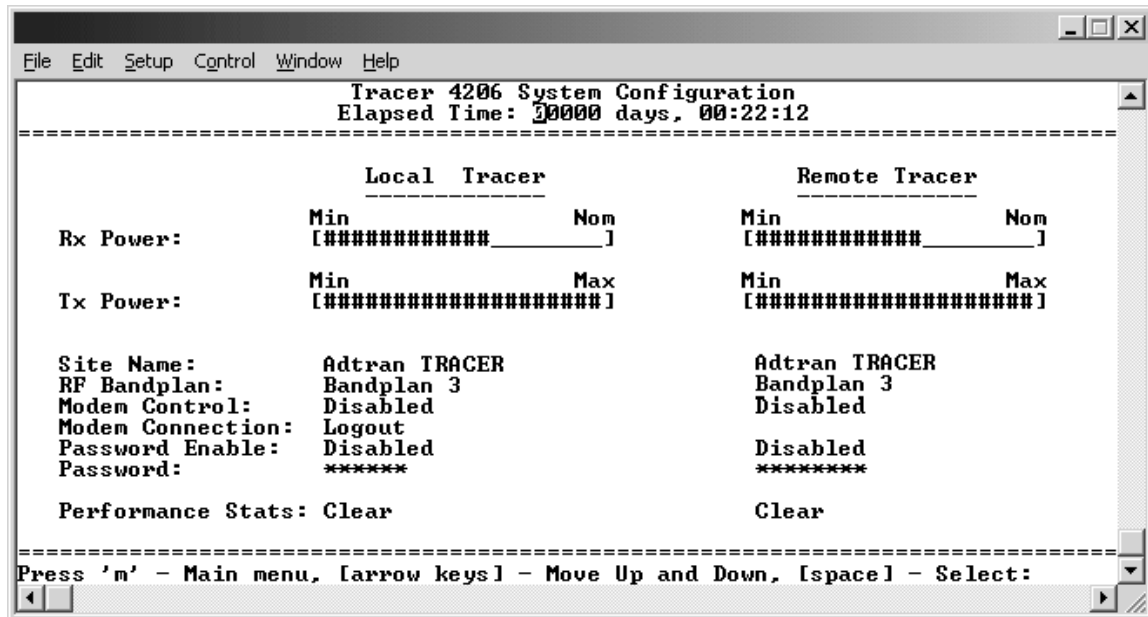 File Edit Setup Control Window Help
Tracer 4206 System Configuration
Elapsed Time: 00000 days, 00:22:12
==============================================================================
Local Tracer Remote Tracer
------------- -------------
Min Nom Min Nom
Rx Power: [############________] [############________]
Min Max Min Max
Tx Power: [####################] [####################]
Site Name: Adtran TRACER Adtran TRACER
RF Bandplan: Bandplan 3 Bandplan 3
Modem Control: Disabled Disabled
Modem Connection: Logout
Password Enable: Disabled Disabled
Password: ****** ********
Performance Stats: Clear Clear
==============================================================================
Press 'm' - Main menu, [arrow keys] - Move Up and Down, [space] - Select: